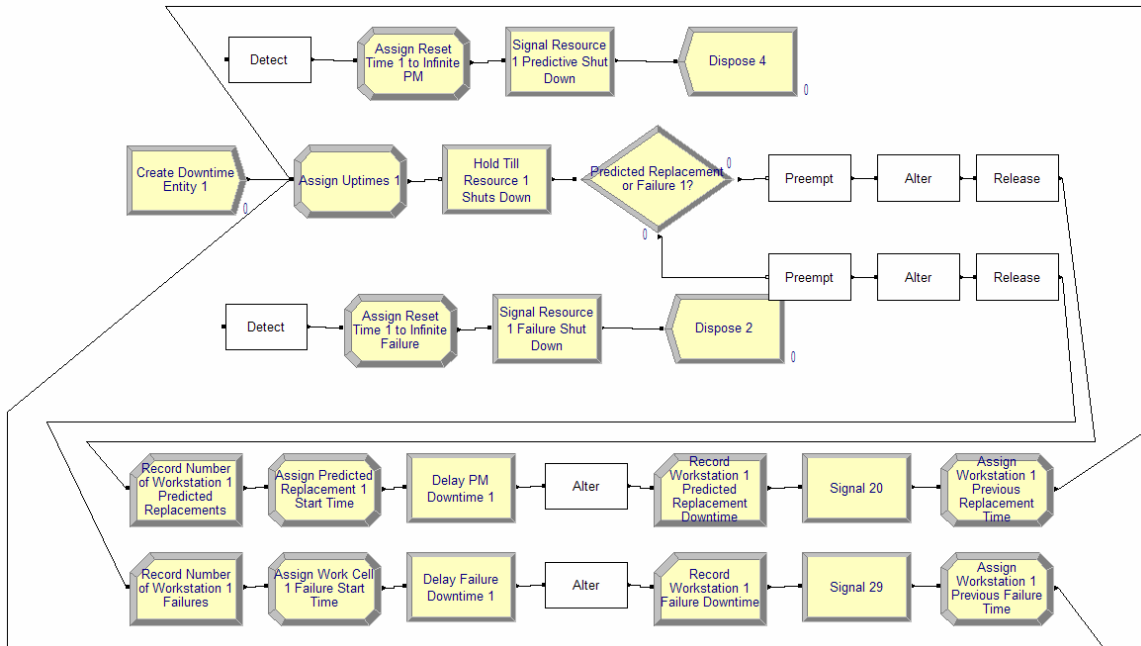 Detect
Assign Reset
Time 1 to Infinite
PM
Signal Resource
1 Predictive Shut
Down
Dispose 4
0
Create Downtime
Entity 1
0
Assign Uptimes 1
Hold Till
Resource 1
Shuts Down
Predicted Replacement
or Failure 1?
0
0
Preempt
Alter
Release
Preempt
Alter
Release
Detect
Assign Reset
Time 1 to Infinite
Failure
Signal Resource
1 Failure Shut
Down
Dispose 2
0
Record Number
of Workstation 1
Predicted
Replacements
Assign Predicted
Replacement 1
Start Time
Delay PM
Downtime 1
Alter
Record
Workstation 1
Predicted
Replacement
Downtime
Signal 20
Assign
Workstation 1
Previous
Replacement
Time
Record Number
of Workstation 1
Failures
Assign Work Cell
1 Failure Start
Time
Delay Failure
Downtime 1
Alter
Record
Workstation 1
Failure Downtime
Signal 29
Assign
Workstation 1
Previous Failure
Time